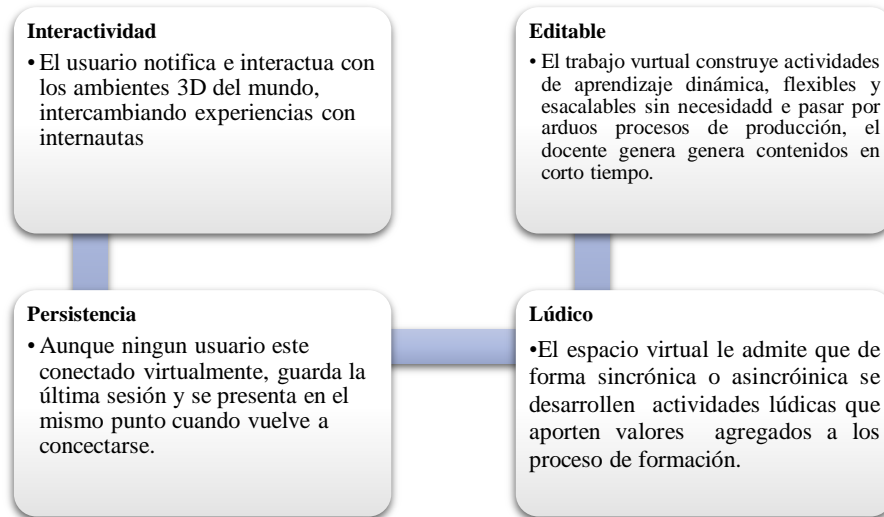 Interactividad
• El usuario notifica e interactua con
los ambientes 3D del mundo,
intercambiando experiencias con
internautas
Persistencia
• Aunque ningun usuario este
conectado virtualmente, guarda la
última sesión y se presenta en el
mismo punto cuando vuelve a
concectarse.
Lúdico
•El espacio virtual le admite que de
forma sincrónica o asincróinica se
desarrollen actividades lúdicas que
aporten valores agregados a los
proceso de formación.
Editable
• El trabajo vurtual construye actividades
de aprendizaje dinámica, flexibles y
esacalables sin necesidadd e pasar por
arduos procesos de producción, el
docente genera genera contenidos en
corto tiempo.